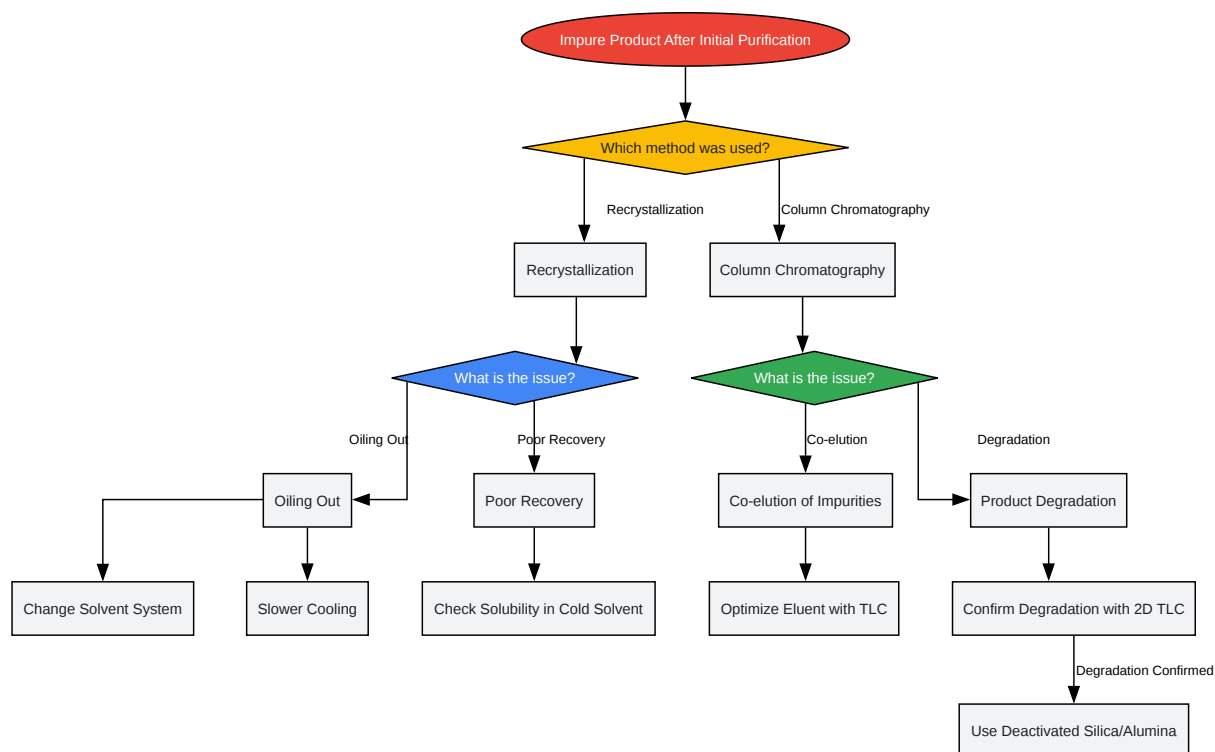 Impure Product After Initial Purification
Which method was used?
Recrystallization
Column Chromatography
Recrystallization
Column Chromatography
What is the issue?
What is the issue?
Oiling Out
Poor Recovery
Co-elution
Degradation
Oiling Out
Poor Recovery
Co-elution of Impurities
Product Degradation
Change Solvent System
Slower Cooling
Check Solubility in Cold Solvent
Optimize Eluent with TLC
Confirm Degradation with 2D TLC
Degradation Confirmed
Use Deactivated Silica/Alumina